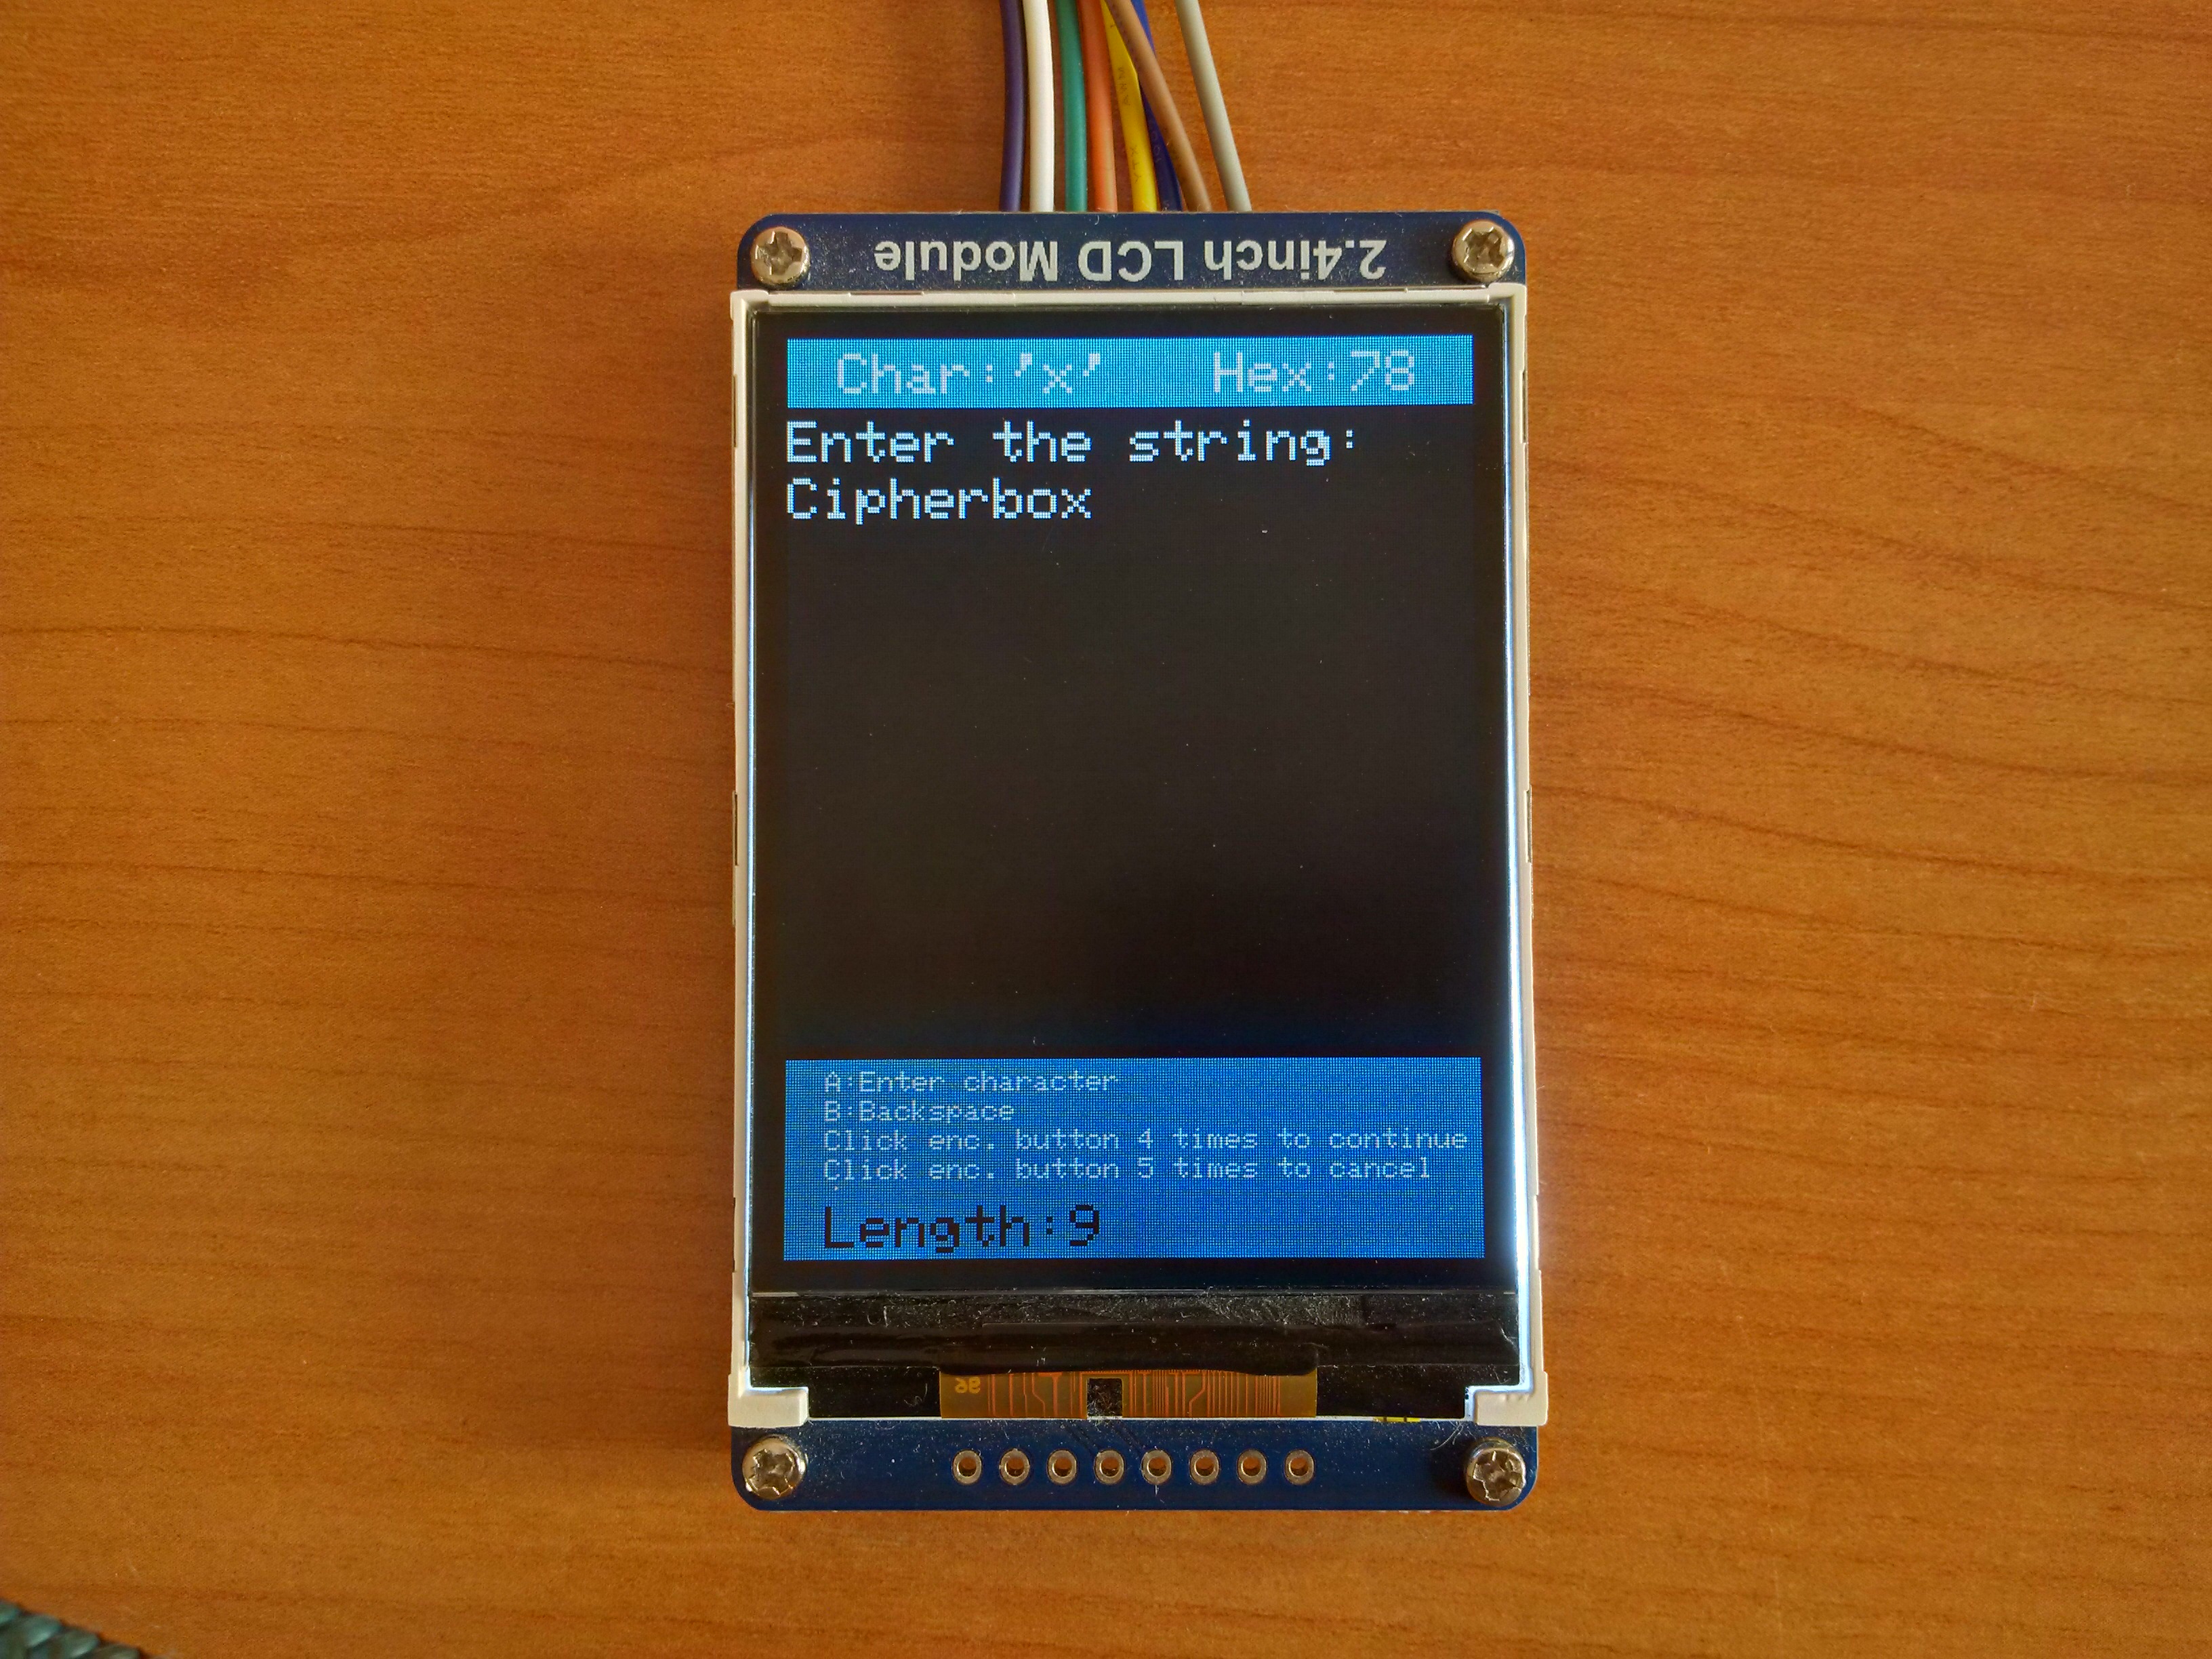 2.4inch LCD Module
Char:'x' Hex:78
Enter the string:
Cipherbox
A:Enter character
B:Backspace
Click enc. button 4 times to continue
Click enc. button 5 times to cancel
Length:9